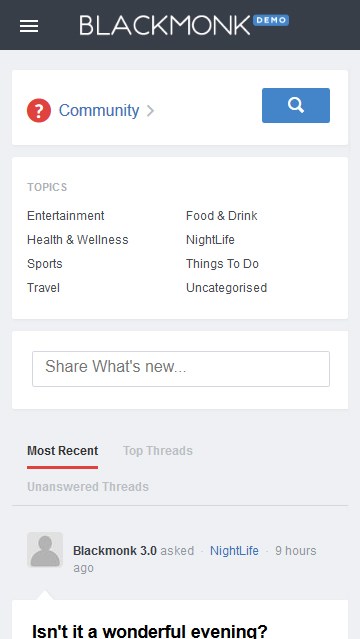 BLACKMONK DEMO
? Community
TOPICS
Entertainment Food & Drink
Health & Wellness NightLife
Sports Things To Do
Travel Uncategorised
Share What's new...
Most Recent Top Threads
Unanswered Threads
Blackmonk 3.0 asked · NightLife · 9 hours
ago
Isn't it a wonderful evening?